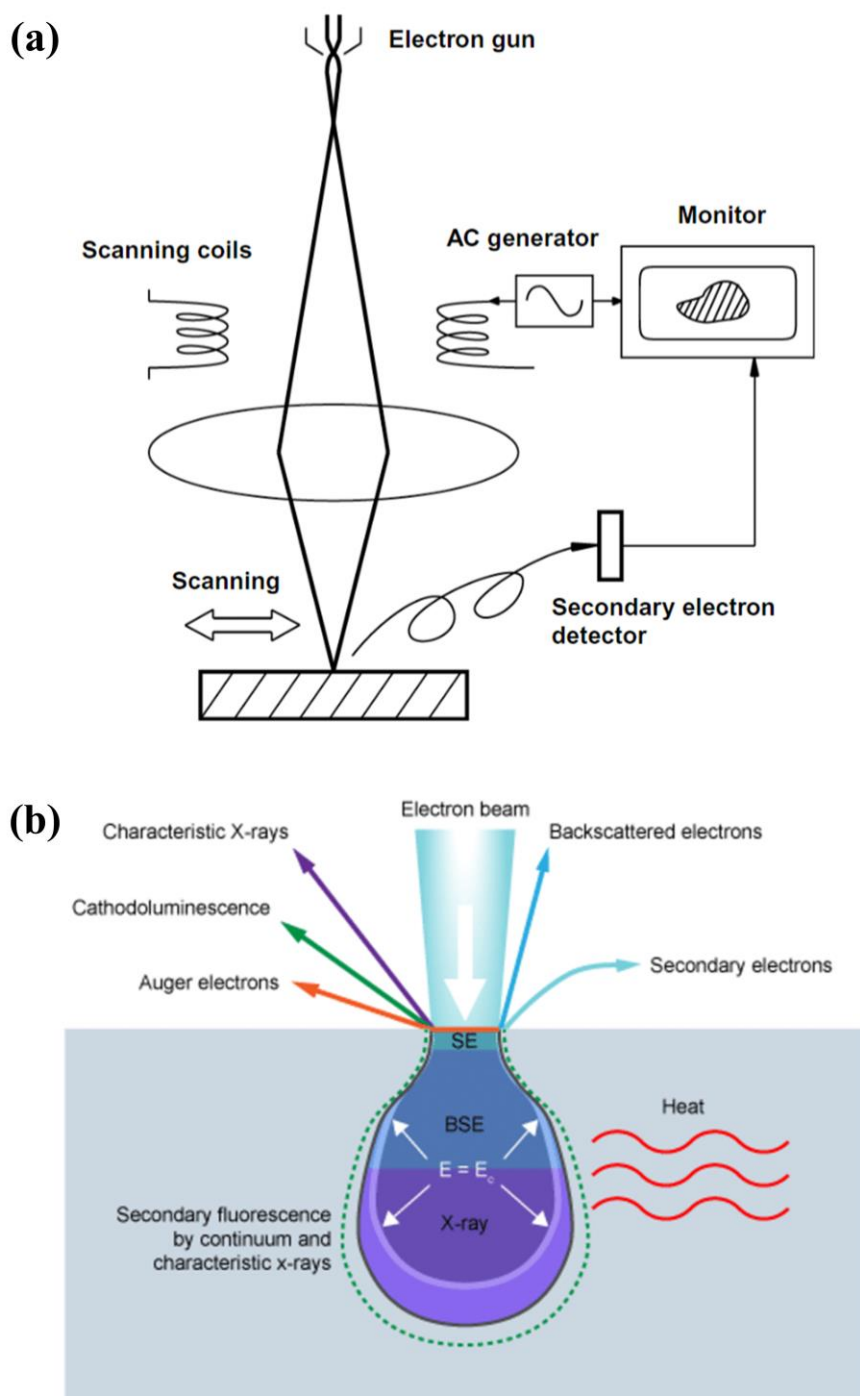 (a)
Electron gun
Scanning coils
AC generator
Monitor
Scanning
Secondary electron
detector
(b)
Electron beam
Characteristic X-rays
Backscattered electrons
Cathodoluminescence
Secondary electrons
Auger electrons
SE
BSE
Heat
E = Ec
X-ray
Secondary fluorescence
by continuum and
characteristic x-rays